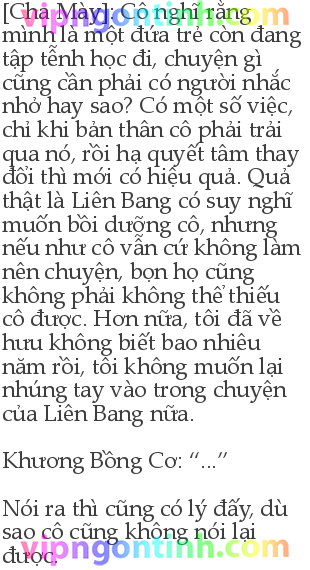 [Cha Mày]: Cô nghĩ rằng
mình là một đứa trẻ còn đang
tập tễnh học đi, chuyện gì
cũng cần phải có người nhắc
nhở hay sao? Có một số việc,
chỉ khi bản thân cô phải trải
qua nó, rồi hạ quyết tâm thay
đổi thì mới có hiệu quả. Quả
thật là Liên Bang có suy nghĩ
muốn bồi dưỡng cô, nhưng
nếu như cô vẫn cứ không làm
nên chuyện, bọn họ cũng
không phải không thể thiếu
cô được. Hơn nữa, tôi đã về
hưu không biết bao nhiêu
năm rồi, tôi không muốn lại
nhúng tay vào trong chuyện
của Liên Bang nữa.
Khương Bồng Cơ: “...”
Nói ra thì cũng có lý đấy, dù
sao cô cũng không nói lại
được.
vipngontinh.com
vipngontinh.com